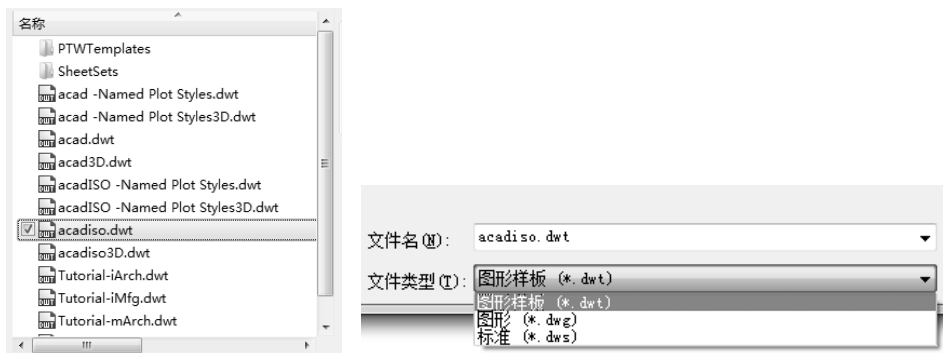 名称
PTWTemplates
SheetSets
acad -Named Plot Styles.dwt
acad -Named Plot Styles3D.dwt
acad.dwt
acad3D.dwt
acadISO -Named Plot Styles.dwt
acadISO -Named Plot Styles3D.dwt
acadiso.dwt
acadiso3D.dwt
Tutorial-iArch.dwt
Tutorial-iMfg.dwt
Tutorial-mArch.dwt
文件名(N): acadiso.dwt
文件类型(T): 图形样板 (*.dwt)
图形样板 (*.dwt)
图形 (*.dwg)
标准 (*.dws)